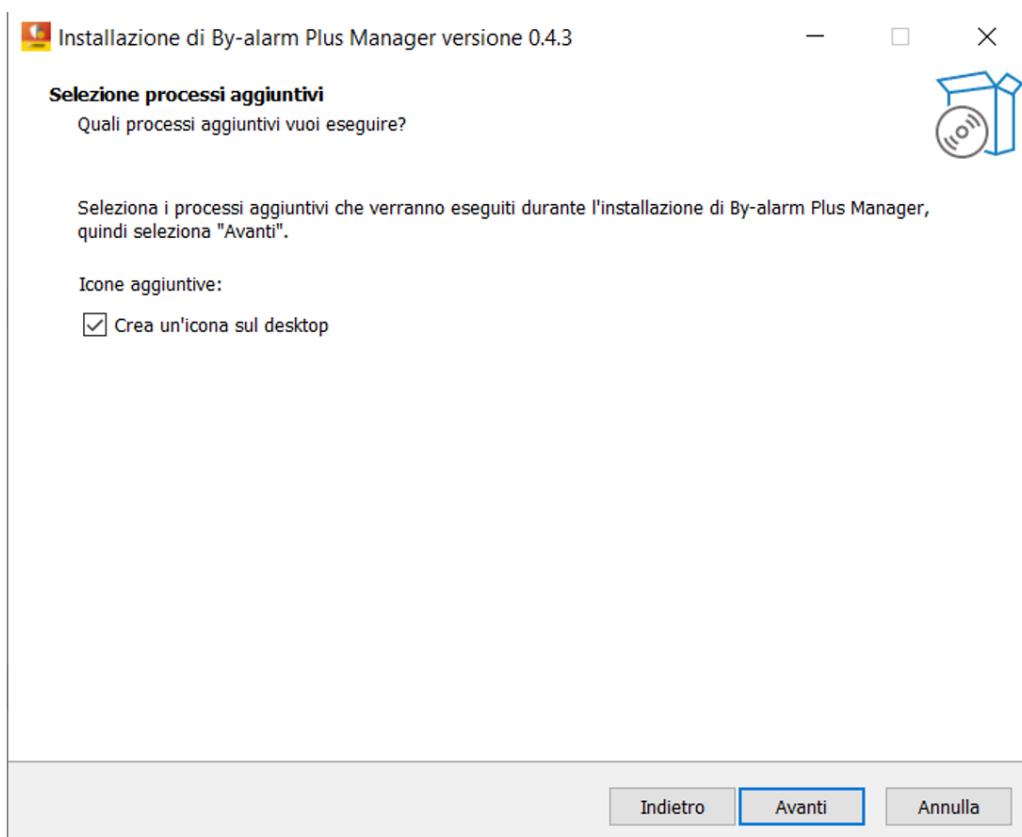 Installazione di By-alarm Plus Manager versione 0.4.3
Selezione processi aggiuntivi
Quali processi aggiuntivi vuoi eseguire?
Seleziona i processi aggiuntivi che verranno eseguiti durante l'installazione di By-alarm Plus Manager,
quindi seleziona "Avanti".
Icone aggiuntive:
Crea un'icona sul desktop
Indietro Avanti Annulla